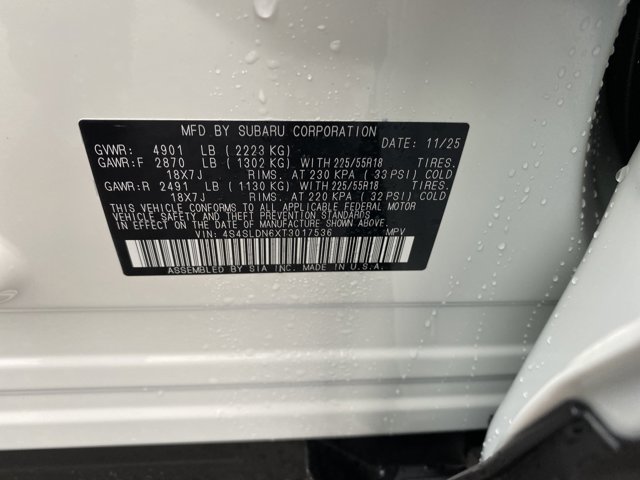 MFD BY SUBARU CORPORATION
GVWR: 4901 LB (2223 KG) DATE: 11/25
GAWR:F 2870 LB (1302 KG) WITH 225/55R18 TIRES.
18X7J RIMS. AT 230 KPA (33 PSI) COLD
GAWR:R 2491 LB (1130 KG) WITH 225/55R18 TIRES.
18X7J RIMS. AT 220 KPA (32 PSI) COLD
THIS VEHICLE CONFORMS TO ALL APPLICABLE FEDERAL MOTOR
VEHICLE SAFETY AND THEFT PREVENTION STANDARDS
IN EFFECT ON THE DATE OF MANUFACTURE SHOWN ABOVE.
VIN: 4S4SLDN6XT3017536 MPV
ASSEMBLED BY SIA INC. MADE IN U.S.A.